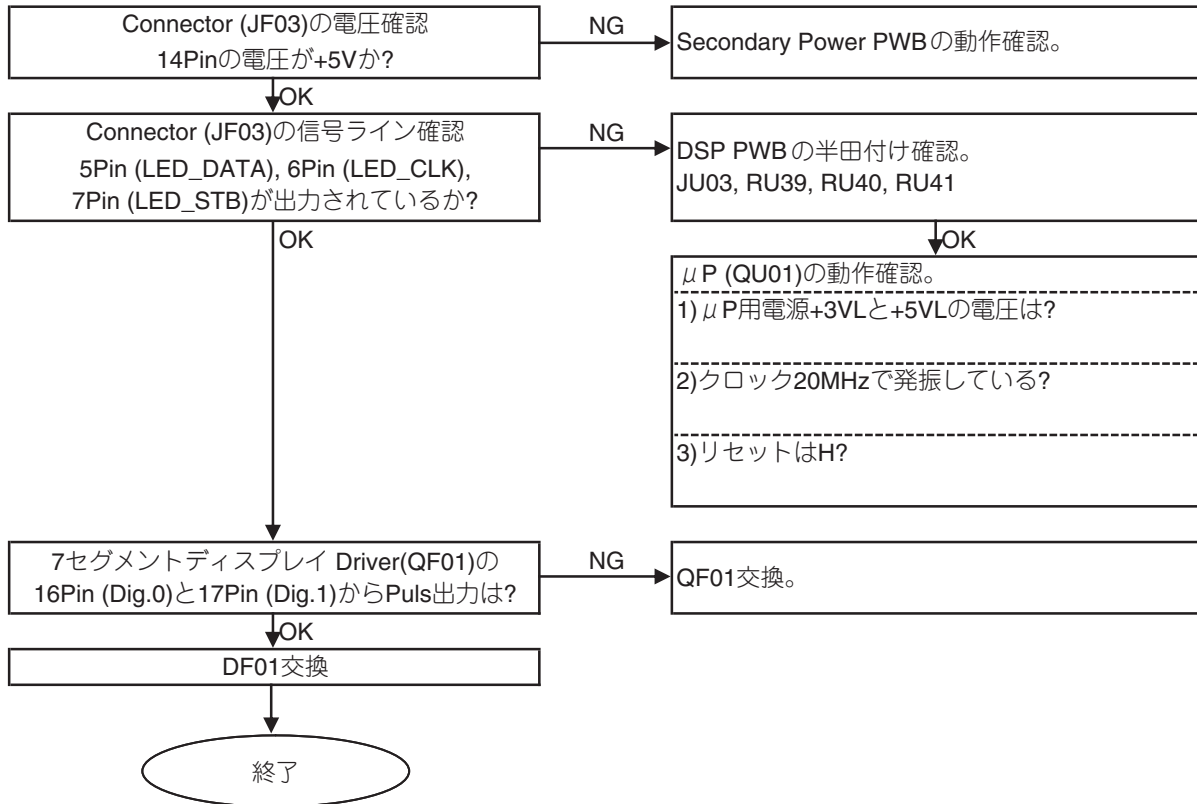 Connector (JF03)の電圧確認
14Pinの電圧が+5Vか?
NG
Secondary Power PWBの動作確認。
OK
Connector (JF03)の信号ライン確認
5Pin (LED_DATA), 6Pin (LED_CLK),
7Pin (LED_STB)が出力されているか?
NG
DSP PWBの半田付け確認。
JU03, RU39, RU40, RU41
OK
OK
μP (QU01)の動作確認。
1)μP用電源+3VLと+5VLの電圧は?
2)クロック20MHzで発振している?
3)リセットはH?
7セグメントディスプレイ Driver(QF01)の
16Pin (Dig.0)と17Pin (Dig.1)からPuls出力は?
NG
QF01交換。
OK
DF01交換
終了